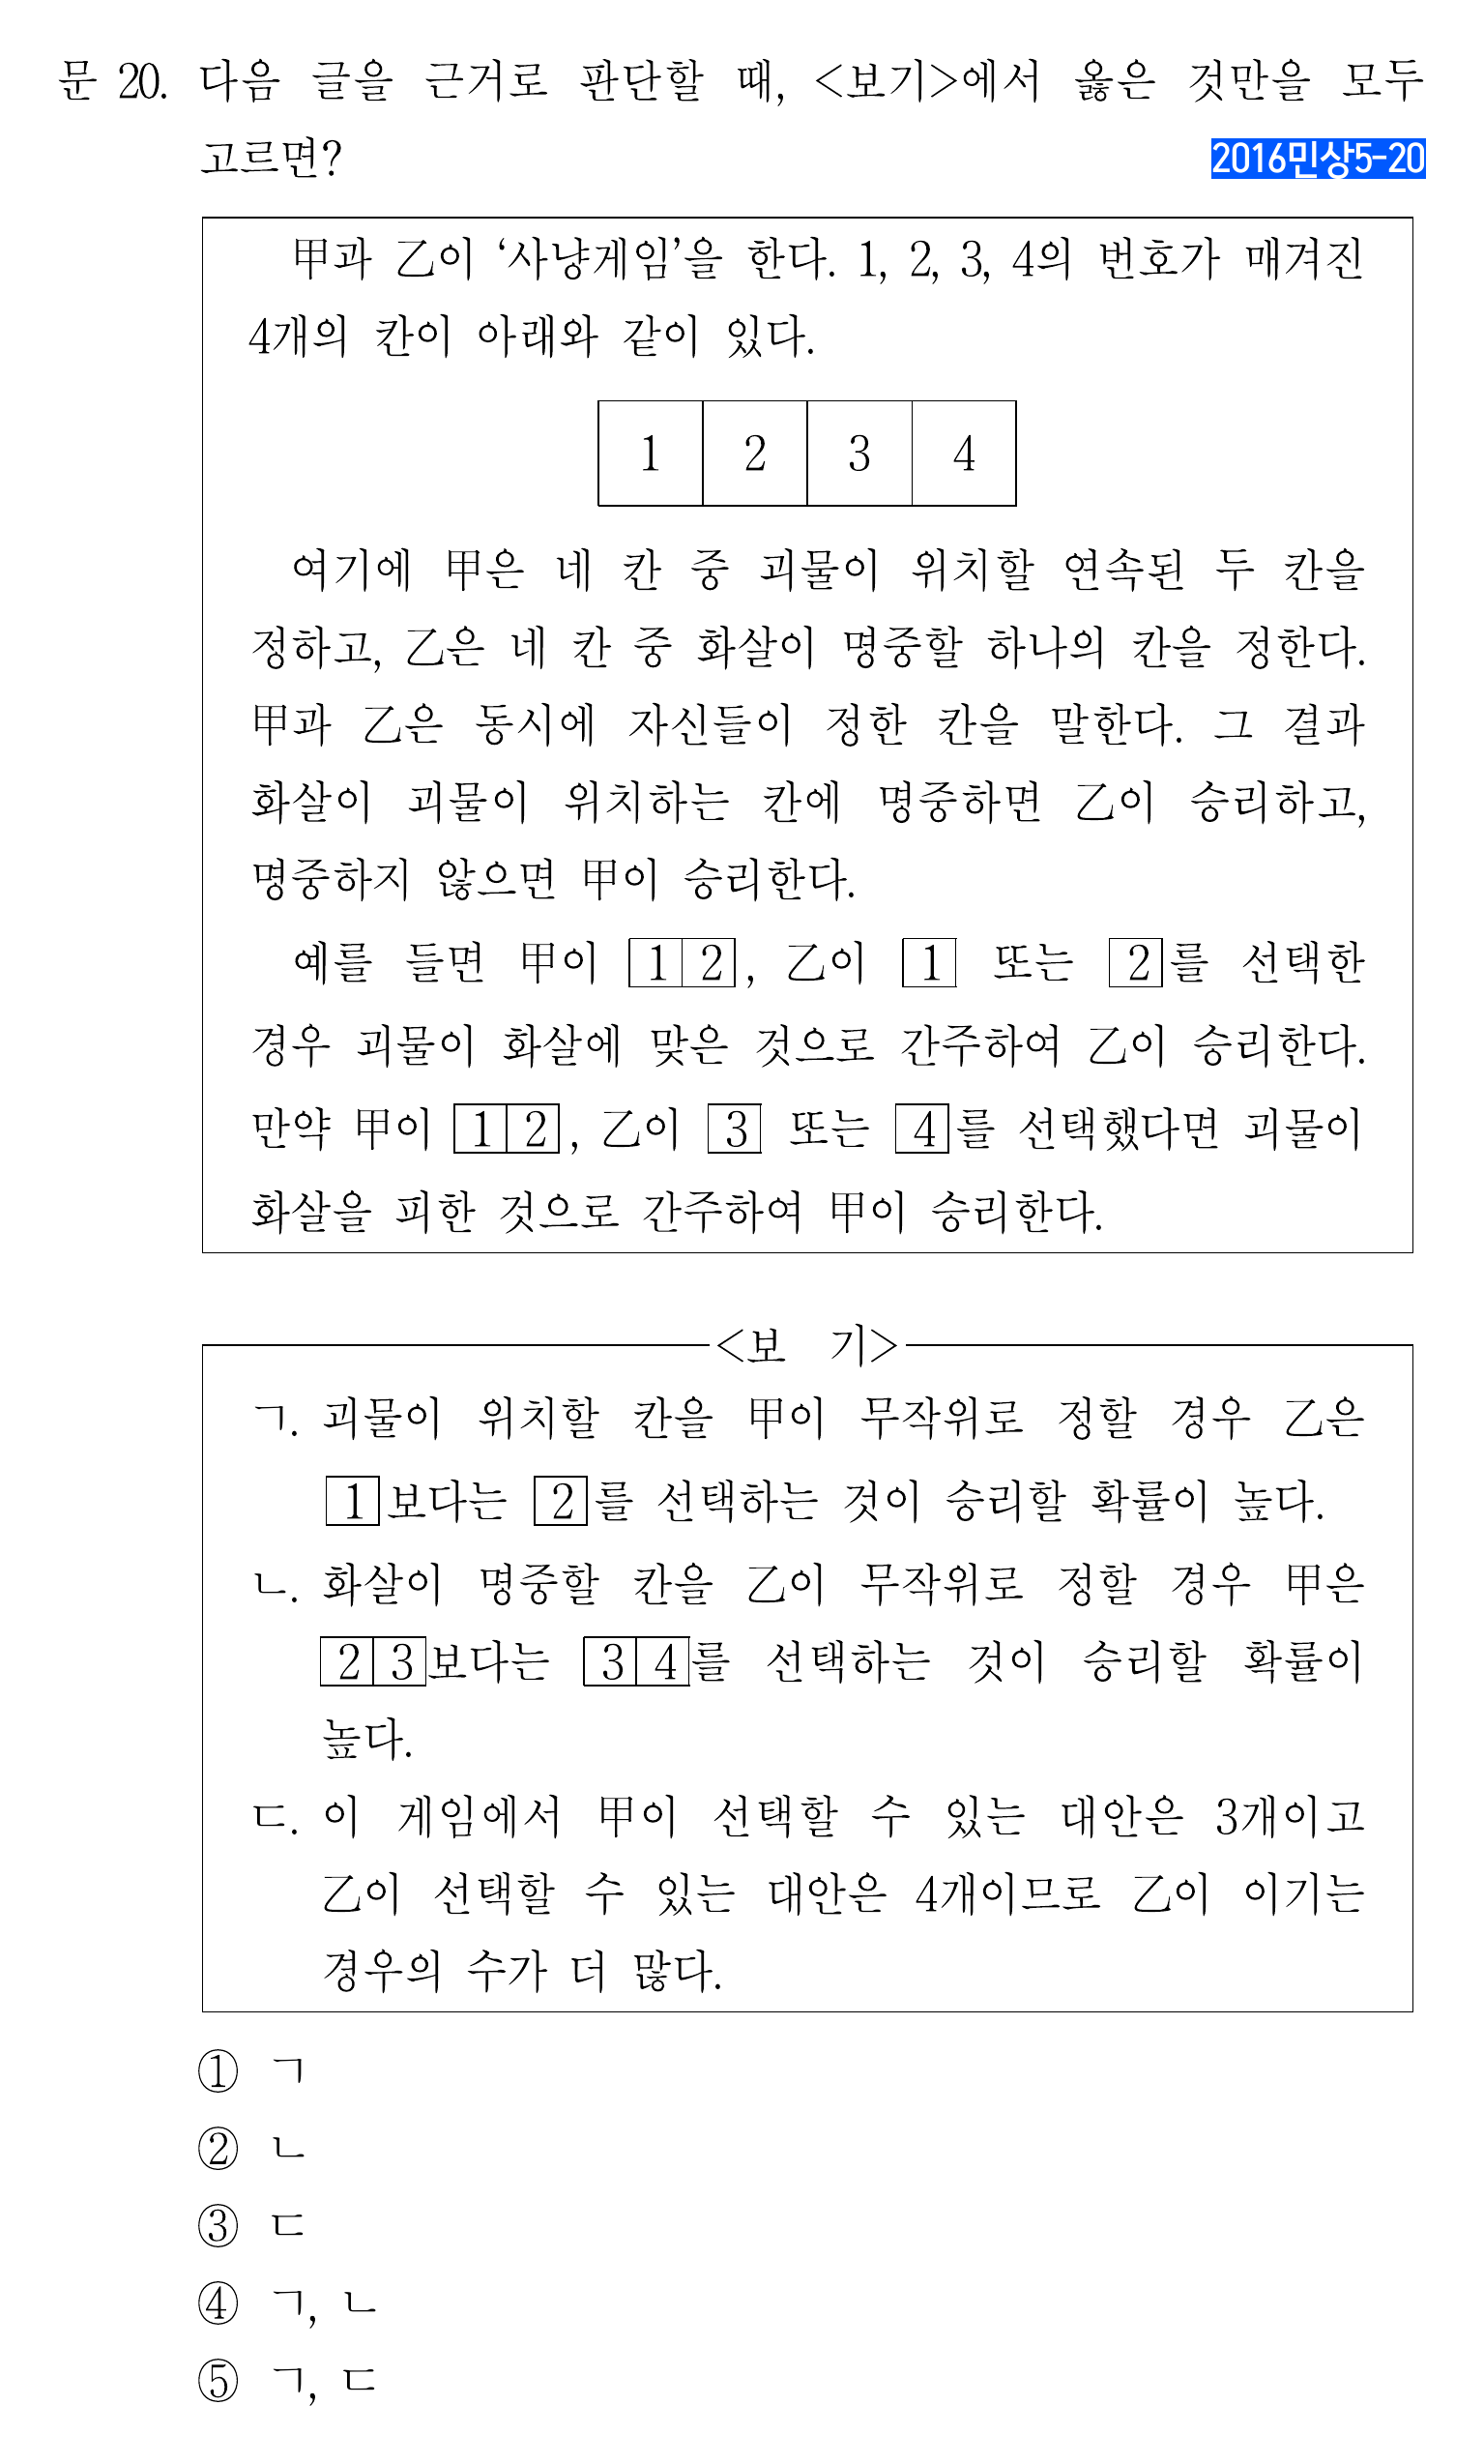 문 20. 다음 글을 근거로 판단할 때, <보기>에서 옳은 것만을 모두
고르면?
2016민상5-20
甲과 乙이 ‘사냥게임’을 한다. 1, 2, 3, 4의 번호가 매겨진
4개의 칸이 아래와 같이 있다.
1 2 3 4
여기에 甲은 네 칸 중 괴물이 위치할 연속된 두 칸을
정하고, 乙은 네 칸 중 화살이 명중할 하나의 칸을 정한다.
甲과 乙은 동시에 자신들이 정한 칸을 말한다. 그 결과
화살이 괴물이 위치하는 칸에 명중하면 乙이 승리하고,
명중하지 않으면 甲이 승리한다.
예를 들면 甲이 1 2, 乙이 1 또는 2를 선택한
경우 괴물이 화살에 맞은 것으로 간주하여 乙이 승리한다.
만약 甲이 1 2, 乙이 3 또는 4를 선택했다면 괴물이
화살을 피한 것으로 간주하여 甲이 승리한다.
<보 기>
ㄱ. 괴물이 위치할 칸을 甲이 무작위로 정할 경우 乙은
1보다는 2를 선택하는 것이 승리할 확률이 높다.
ㄴ. 화살이 명중할 칸을 乙이 무작위로 정할 경우 甲은
2 3보다는 3 4를 선택하는 것이 승리할 확률이
높다.
ㄷ. 이 게임에서 甲이 선택할 수 있는 대안은 3개이고
乙이 선택할 수 있는 대안은 4개이므로 乙이 이기는
경우의 수가 더 많다.
① ㄱ
② ㄴ
③ ㄷ
④ ㄱ, ㄴ
⑤ ㄱ, ㄷ